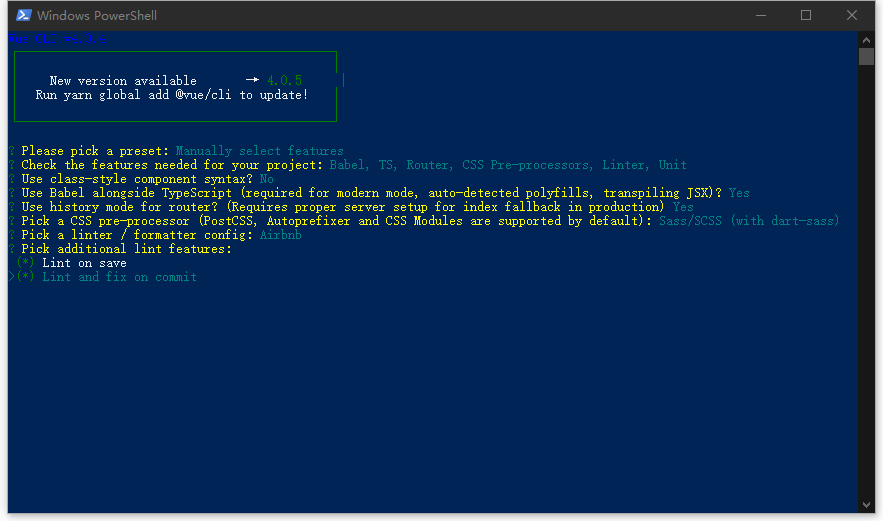 Windows PowerShell
Vue CLI
New version available → 4.0.5
Run yarn global add @vue/cli to update!
? Please pick a preset: Manually select features
? Check the features needed for your project: Babel, TS, Router, CSS Pre-processors, Linter, Unit
? Use class-style component syntax? No
? Use Babel alongside TypeScript (required for modern mode, auto-detected polyfills, transpiling JSX)? Yes
? Use history mode for router? (Requires proper server setup for index fallback in production) Yes
? Pick a CSS pre-processor (PostCSS, Autoprefixer and CSS Modules are supported by default): Sass/SCSS (with dart-sass)
? Pick a linter / formatter config: Airbnb
? Pick additional lint features:
(*) Lint on save
>(*) Lint and fix on commit